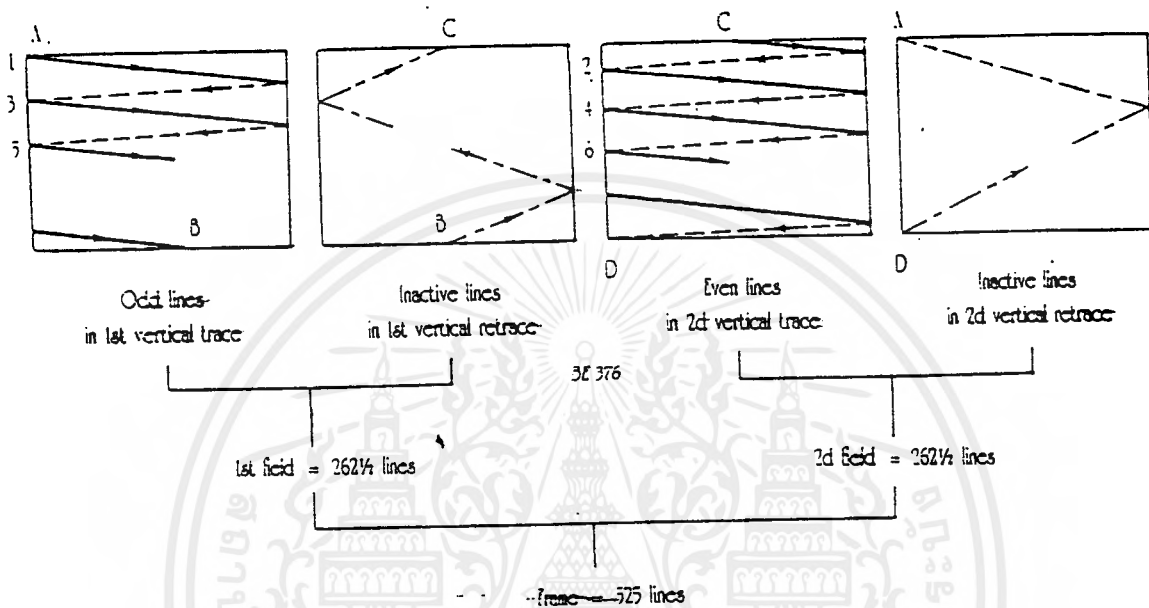 A.
C
C
A
1
3
5
2
4
6
B
B
D
D
Odd lines
in 1st vertical trace
Inactive lines
in 1st vertical retrace
Even lines
in 2d vertical trace
Inactive lines
in 2d vertical retrace
3E 376
1st field = 262½ lines
2d field = 262½ lines
Frame = 525 lines